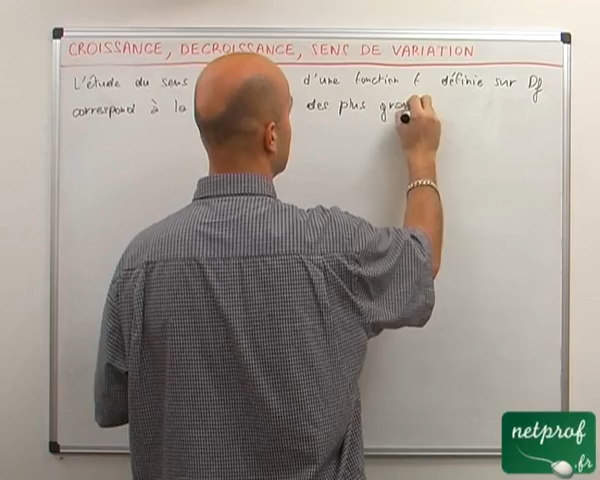 CROISSANCE, DECROISSANCE, SENS DE VARIATION
L'étude du sens d'une fonction f définie sur Df
correspond à la des plus gran
netprof
.fr